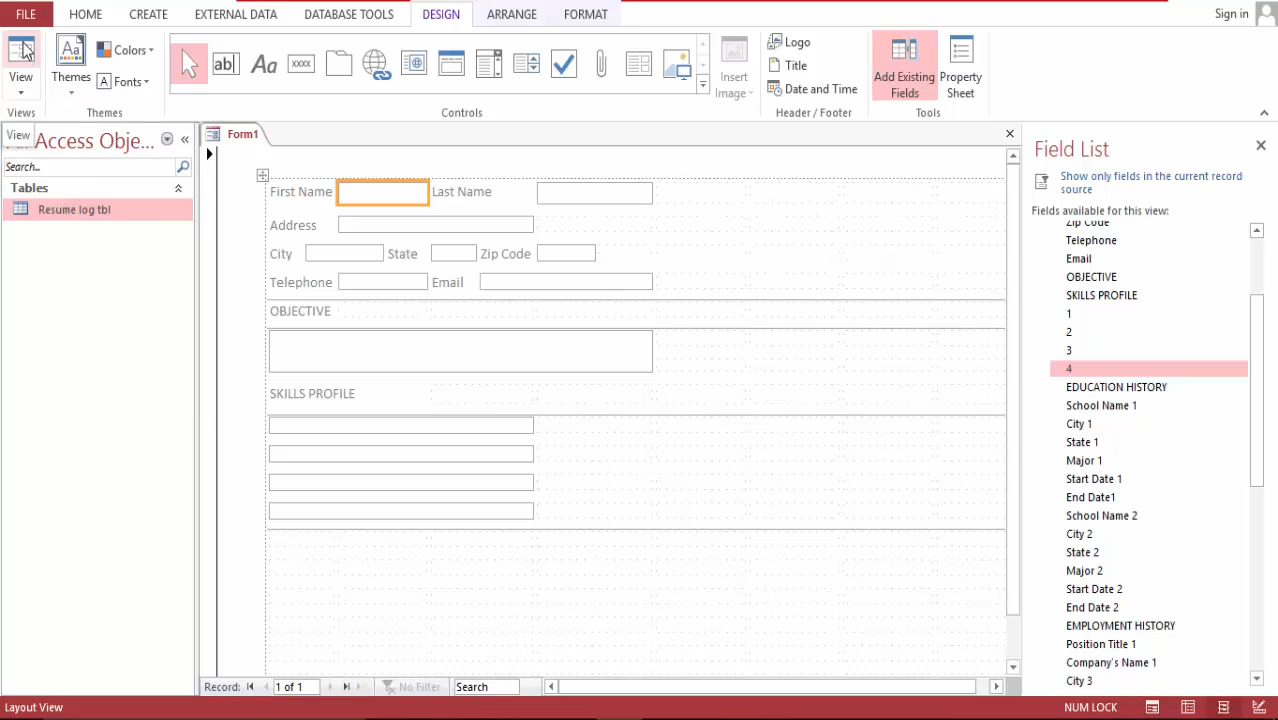 FILE HOME CREATE EXTERNAL DATA DATABASE TOOLS DESIGN ARRANGE FORMAT Sign in
View Themes Colors Fonts
ab| Aa XXXX
Insert Image
Logo
Title
Date and Time
Add Existing Fields
Property Sheet
Views Themes Controls Header / Footer Tools
View
Access Obje...
Search...
Tables
Resume log tbl
Form1
First Name Last Name
Address
City State Zip Code
Telephone Email
OBJECTIVE
SKILLS PROFILE
Record: 1 of 1 No Filter Search
Field List
Show only fields in the current record
source
Fields available for this view:
Zip Code
Telephone
Email
OBJECTIVE
SKILLS PROFILE
1
2
3
4
EDUCATION HISTORY
School Name 1
City 1
State 1
Major 1
Start Date 1
End Date1
School Name 2
City 2
State 2
Major 2
Start Date 2
End Date 2
EMPLOYMENT HISTORY
Position Title 1
Company's Name 1
City 3
Layout View NUM LOCK